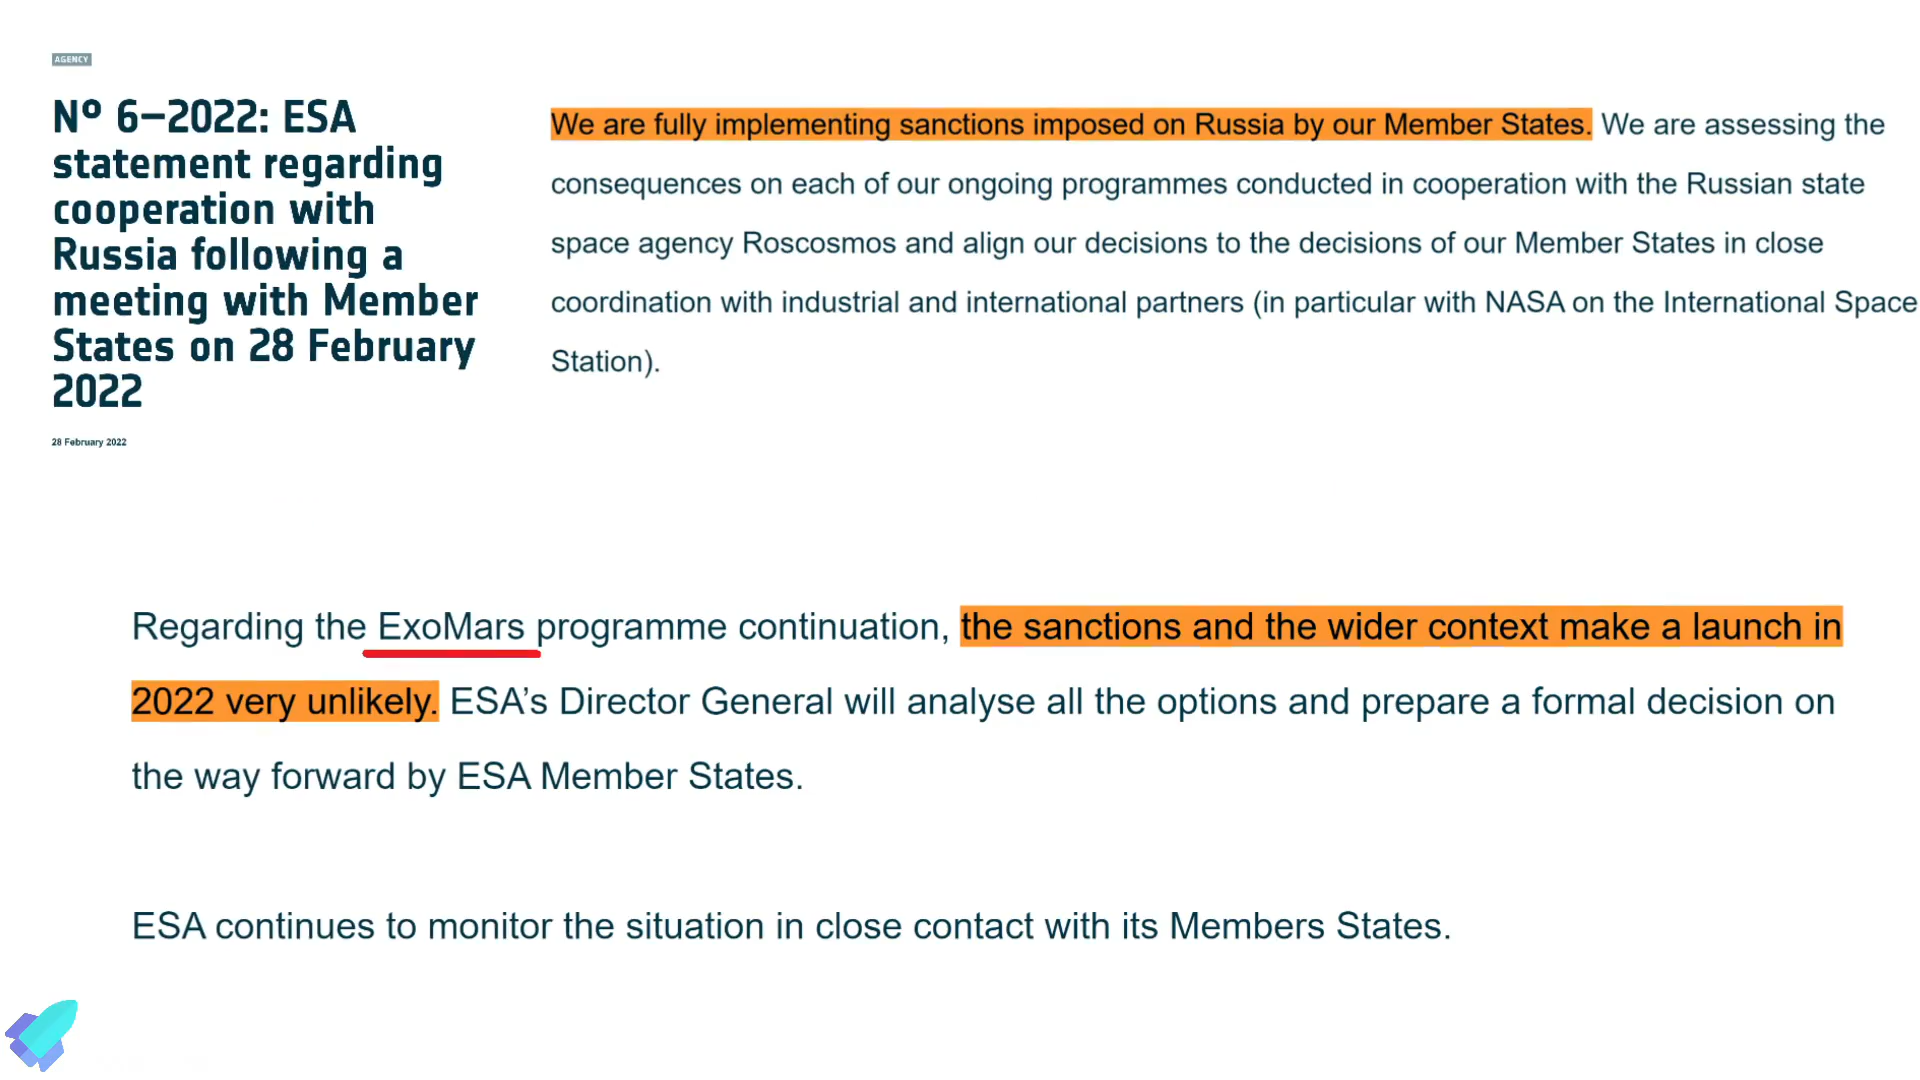 AGENCY
Nº 6–2022: ESA
statement regarding
cooperation with
Russia following a
meeting with Member
States on 28 February
2022
28 February 2022
We are fully implementing sanctions imposed on Russia by our Member States. We are assessing the
consequences on each of our ongoing programmes conducted in cooperation with the Russian state
space agency Roscosmos and align our decisions to the decisions of our Member States in close
coordination with industrial and international partners (in particular with NASA on the International Space
Station).
Regarding the ExoMars programme continuation, the sanctions and the wider context make a launch in
2022 very unlikely. ESA’s Director General will analyse all the options and prepare a formal decision on
the way forward by ESA Member States.
ESA continues to monitor the situation in close contact with its Members States.